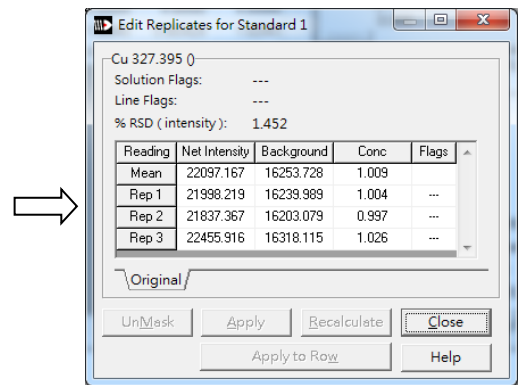 Edit Replicates for Standard 1
Cu 327.395 ()
Solution Flags: ---
Line Flags: ---
% RSD ( intensity ): 1.452
Reading Net Intensity Background Conc Flags
Mean 22097.167 16253.728 1.009
Rep 1 21998.219 16239.989 1.004 ---
Rep 2 21837.367 16203.079 0.997 ---
Rep 3 22455.916 16318.115 1.026 ---
Original
UnMask Apply Recalculate Close
Apply to Row Help